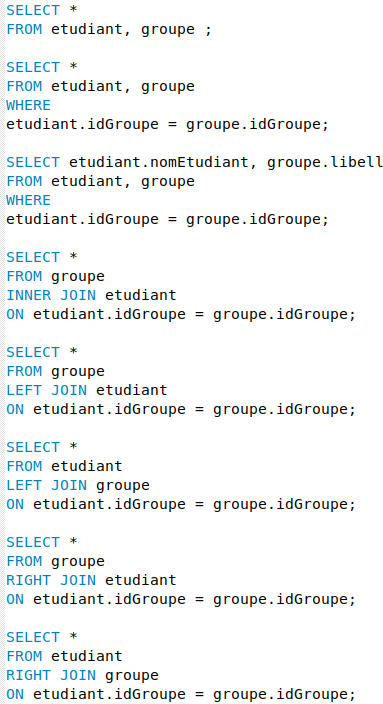 SELECT *
FROM etudiant, groupe ;
SELECT *
FROM etudiant, groupe
WHERE
etudiant.idGroupe = groupe.idGroupe;
SELECT etudiant.nomEtudiant, groupe.libell
FROM etudiant, groupe
WHERE
etudiant.idGroupe = groupe.idGroupe;
SELECT *
FROM groupe
INNER JOIN etudiant
ON etudiant.idGroupe = groupe.idGroupe;
SELECT *
FROM groupe
LEFT JOIN etudiant
ON etudiant.idGroupe = groupe.idGroupe;
SELECT *
FROM etudiant
LEFT JOIN groupe
ON etudiant.idGroupe = groupe.idGroupe;
SELECT *
FROM groupe
RIGHT JOIN etudiant
ON etudiant.idGroupe = groupe.idGroupe;
SELECT *
FROM etudiant
RIGHT JOIN groupe
ON etudiant.idGroupe = groupe.idGroupe;